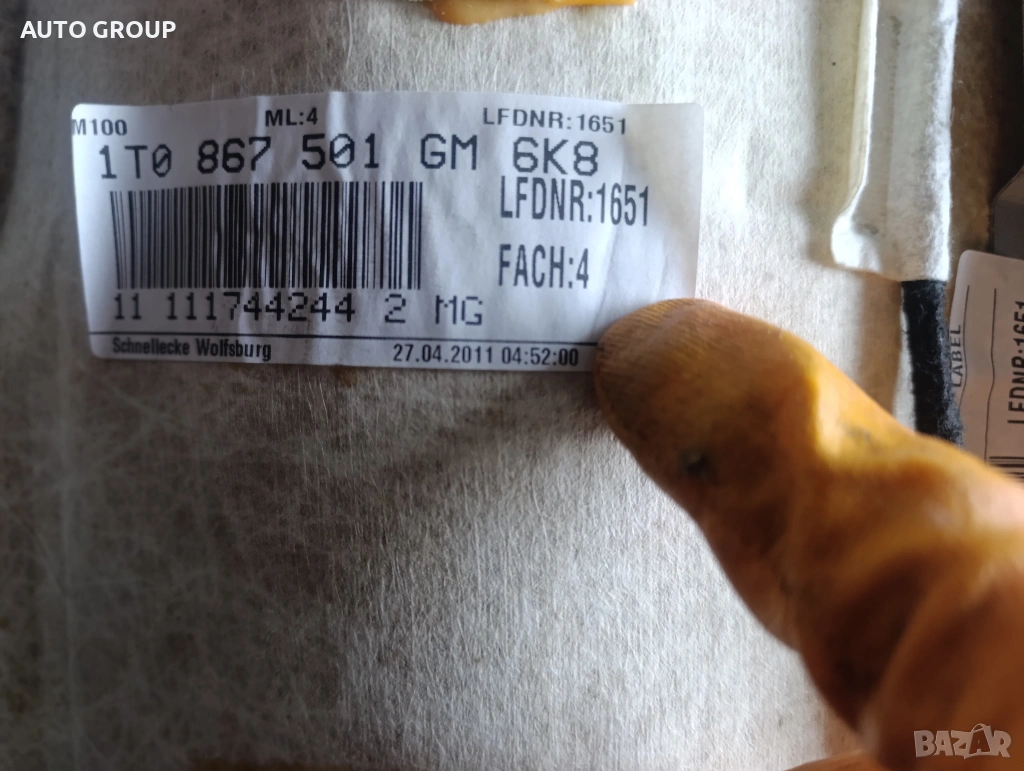 AUTO GROUP
M100 ML:4 LFDNR:1651
1T0 867 501 GM 6K8
LFDNR:1651
FACH:4
11 111744244 2 MG
Schnellecke Wolfsburg 27.04.2011 04:52:00
LABEL
LFDNR:1651
BAZAR